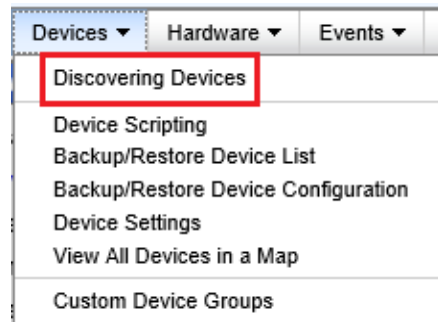 Devices ▼ Hardware ▼ Events ▼
Discovering Devices
Device Scripting
Backup/Restore Device List
Backup/Restore Device Configuration
Device Settings
View All Devices in a Map
Custom Device Groups